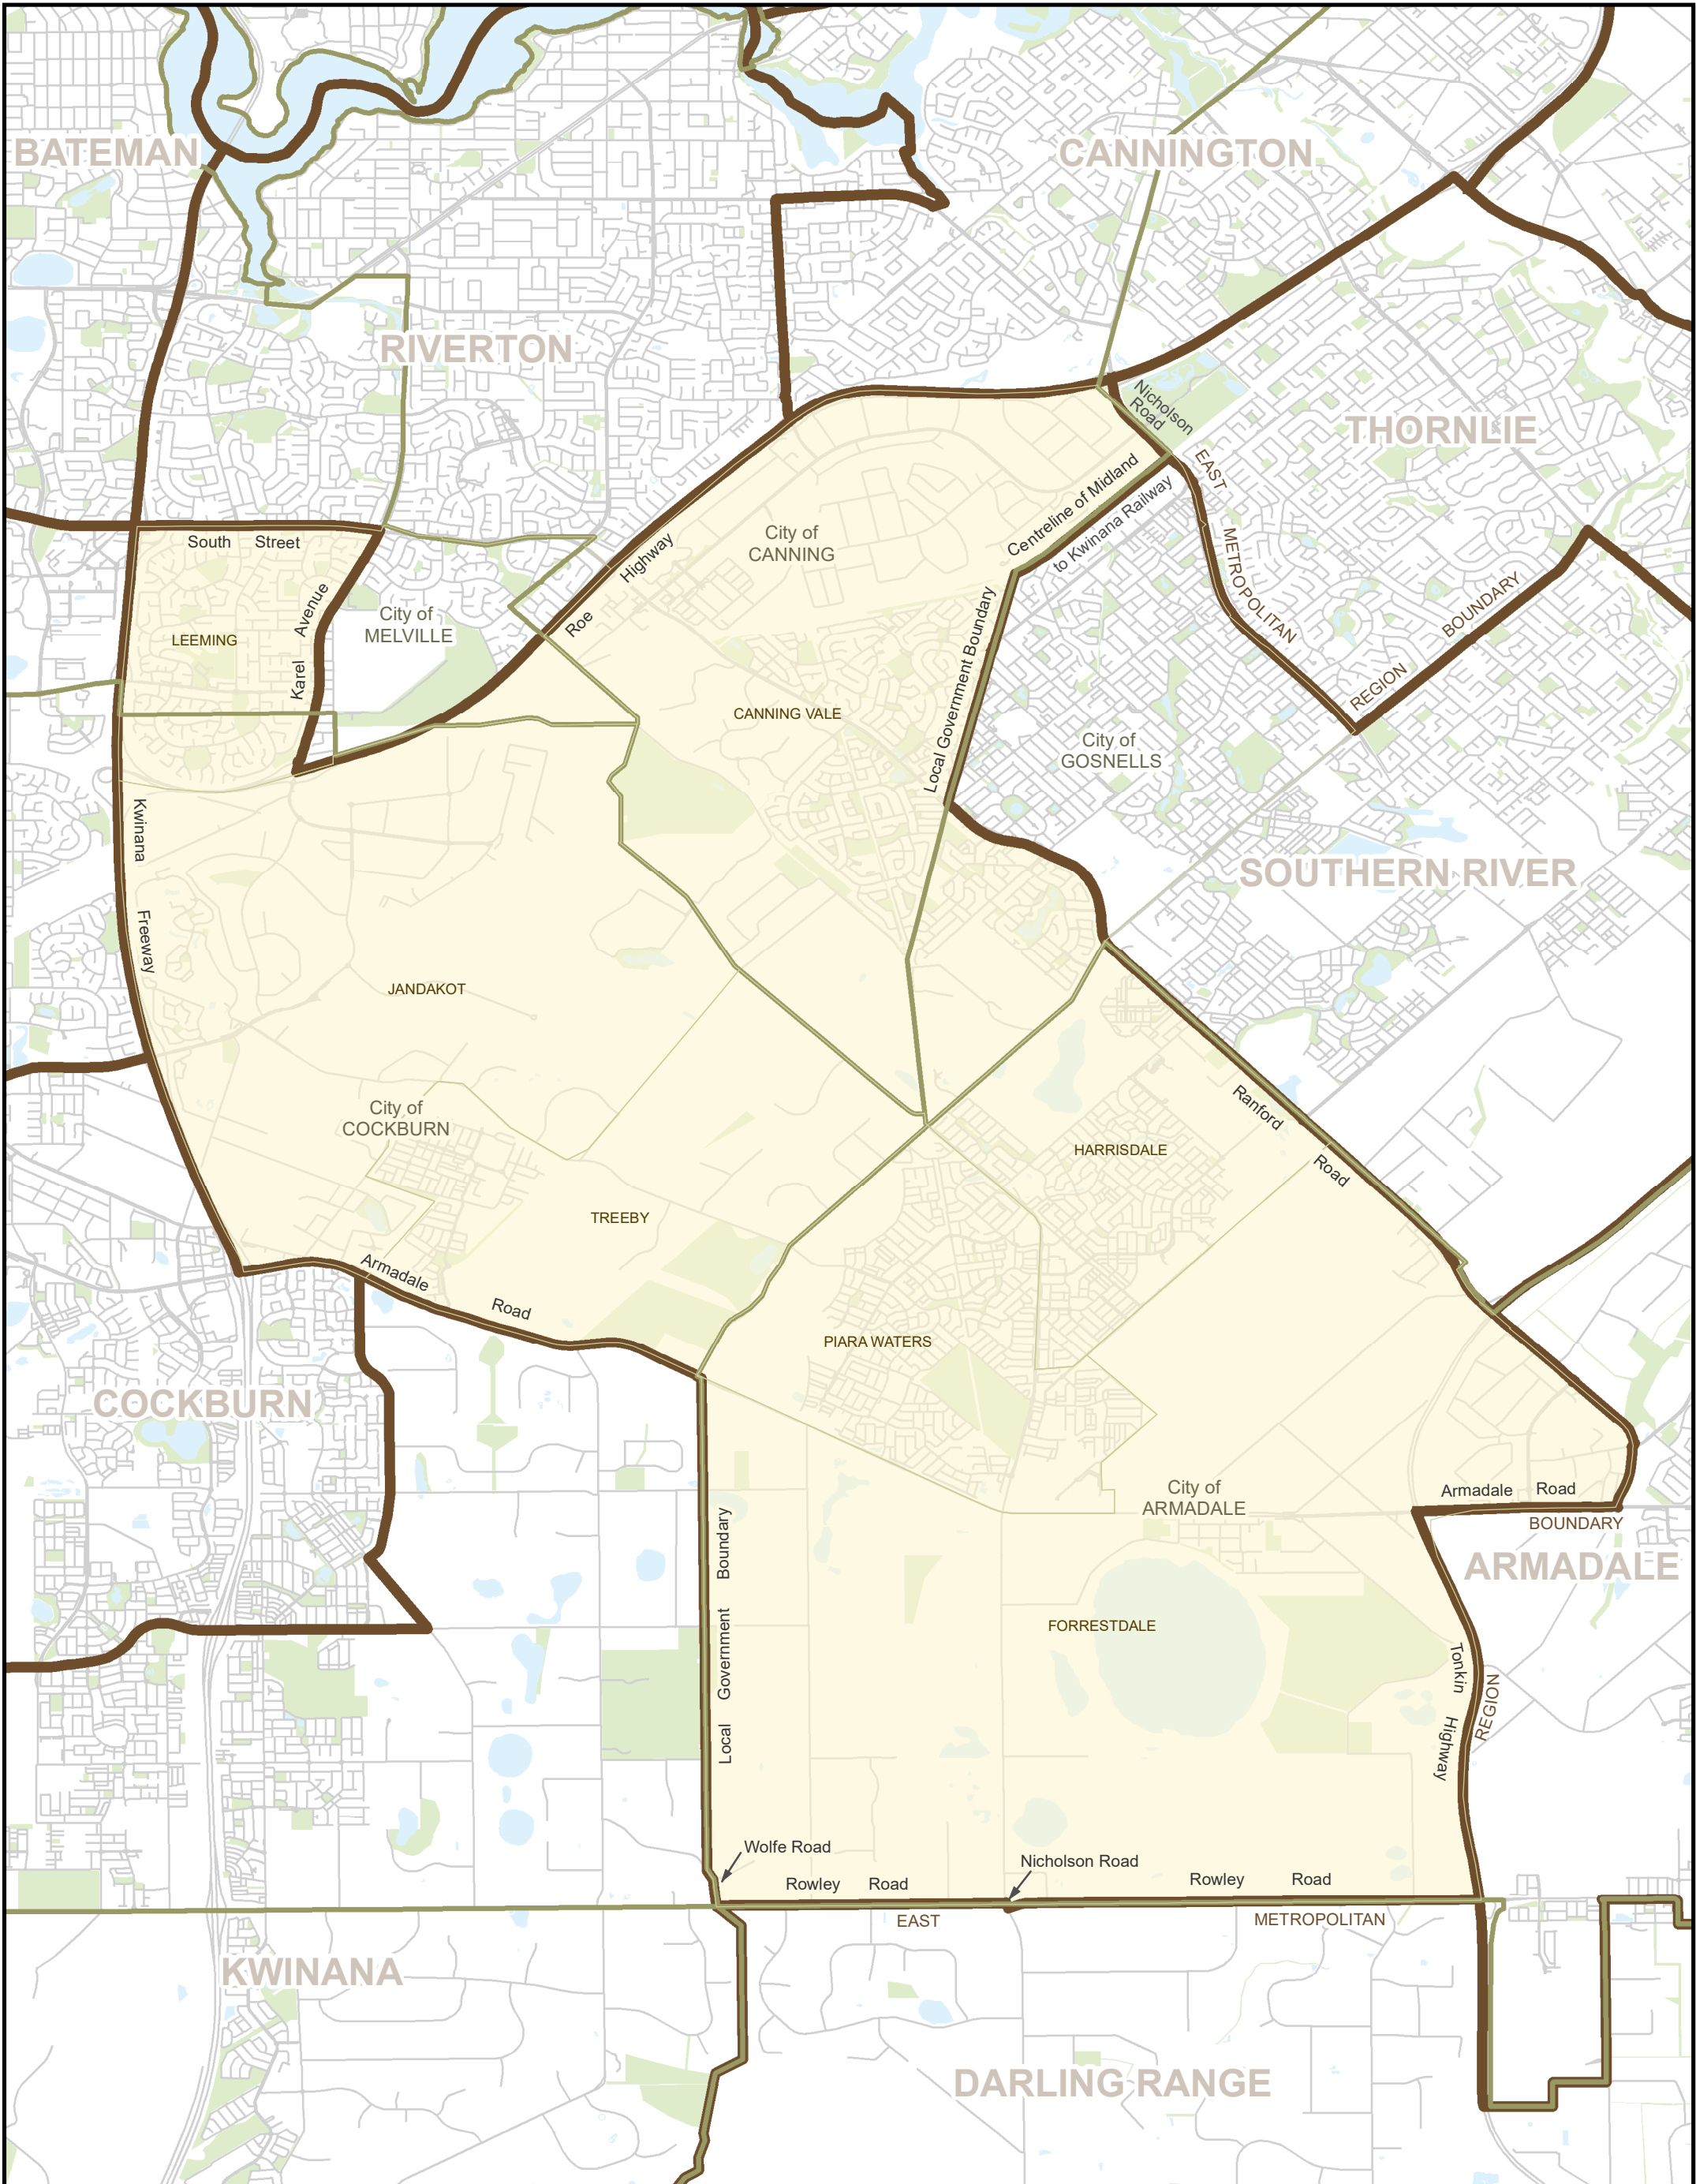 BATEMAN
CANNINGTON
RIVERTON
Nicholson
Road
THORNLIE
EAST
METROPOLITAN
REGION
BOUNDARY
Centreline of Midland
to Kwinana Railway
South Street
Karel Avenue
LEEMING
City of
MELVILLE
Roe Highway
City of
CANNING
CANNING VALE
Local Government Boundary
City of
GOSNELLS
SOUTHERN RIVER
Kwinana Freeway
JANDAKOT
City of
COCKBURN
HARRISDALE
Ranford Road
TREEBY
Armadale Road
PIARA WATERS
COCKBURN
City of
ARMADALE
Armadale Road
BOUNDARY
ARMADALE
Local Government Boundary
FORRESTDALE
Tonkin Highway
REGION
Wolfe Road
Nicholson Road
Rowley Road
Rowley Road
EAST
METROPOLITAN
KWINANA
DARLING RANGE